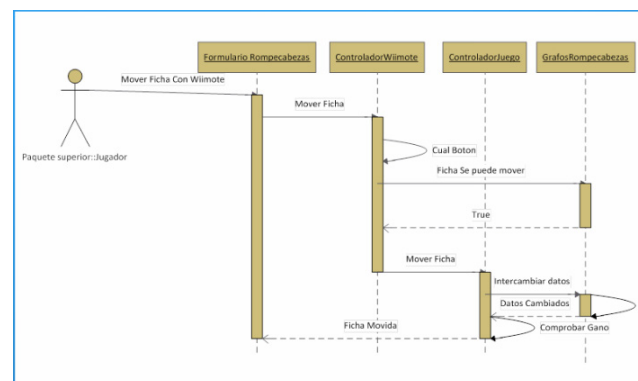 Formulario Rompecabezas
ControladorWiimote
ControladorJuego
GrafosRompecabezas
Mover Ficha Con Wiimote
Mover Ficha
Cual Boton
Paquete superior::Jugador
Ficha Se puede mover
True
Mover Ficha
Intercambiar datos
Datos Cambiados
Ficha Movida
Comprobar Gano